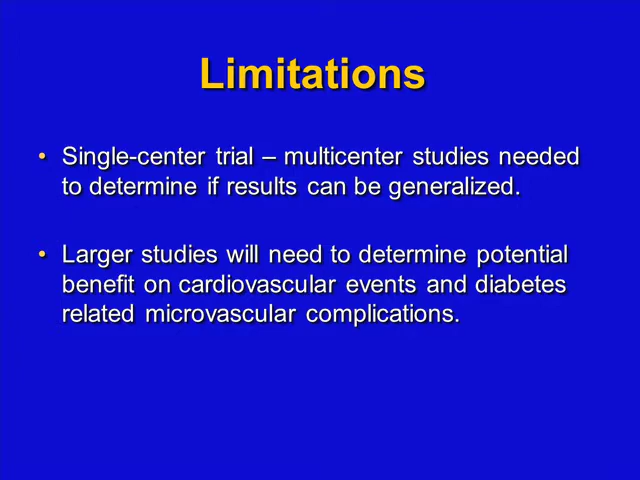 Limitations
• Single-center trial – multicenter studies needed
to determine if results can be generalized.
• Larger studies will need to determine potential
benefit on cardiovascular events and diabetes
related microvascular complications.